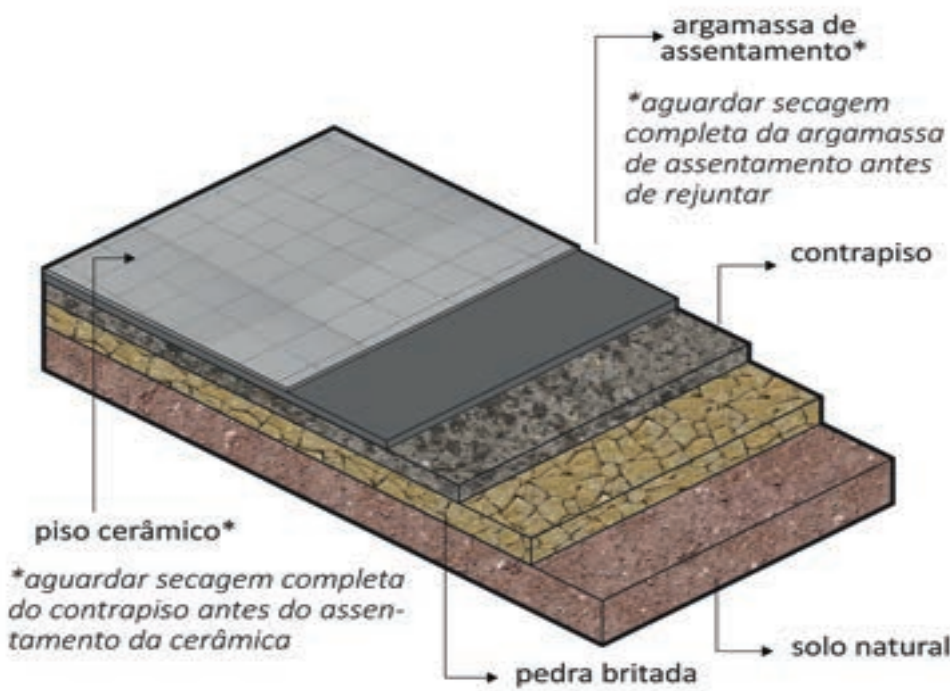 argamassa de
assentamento*
*aguardar secagem
completa da argamassa
de assentamento antes
de rejuntar
contrapiso
piso cerâmico*
*aguardar secagem completa
do contrapiso antes do assen-
tamento da cerâmica
solo natural
pedra britada